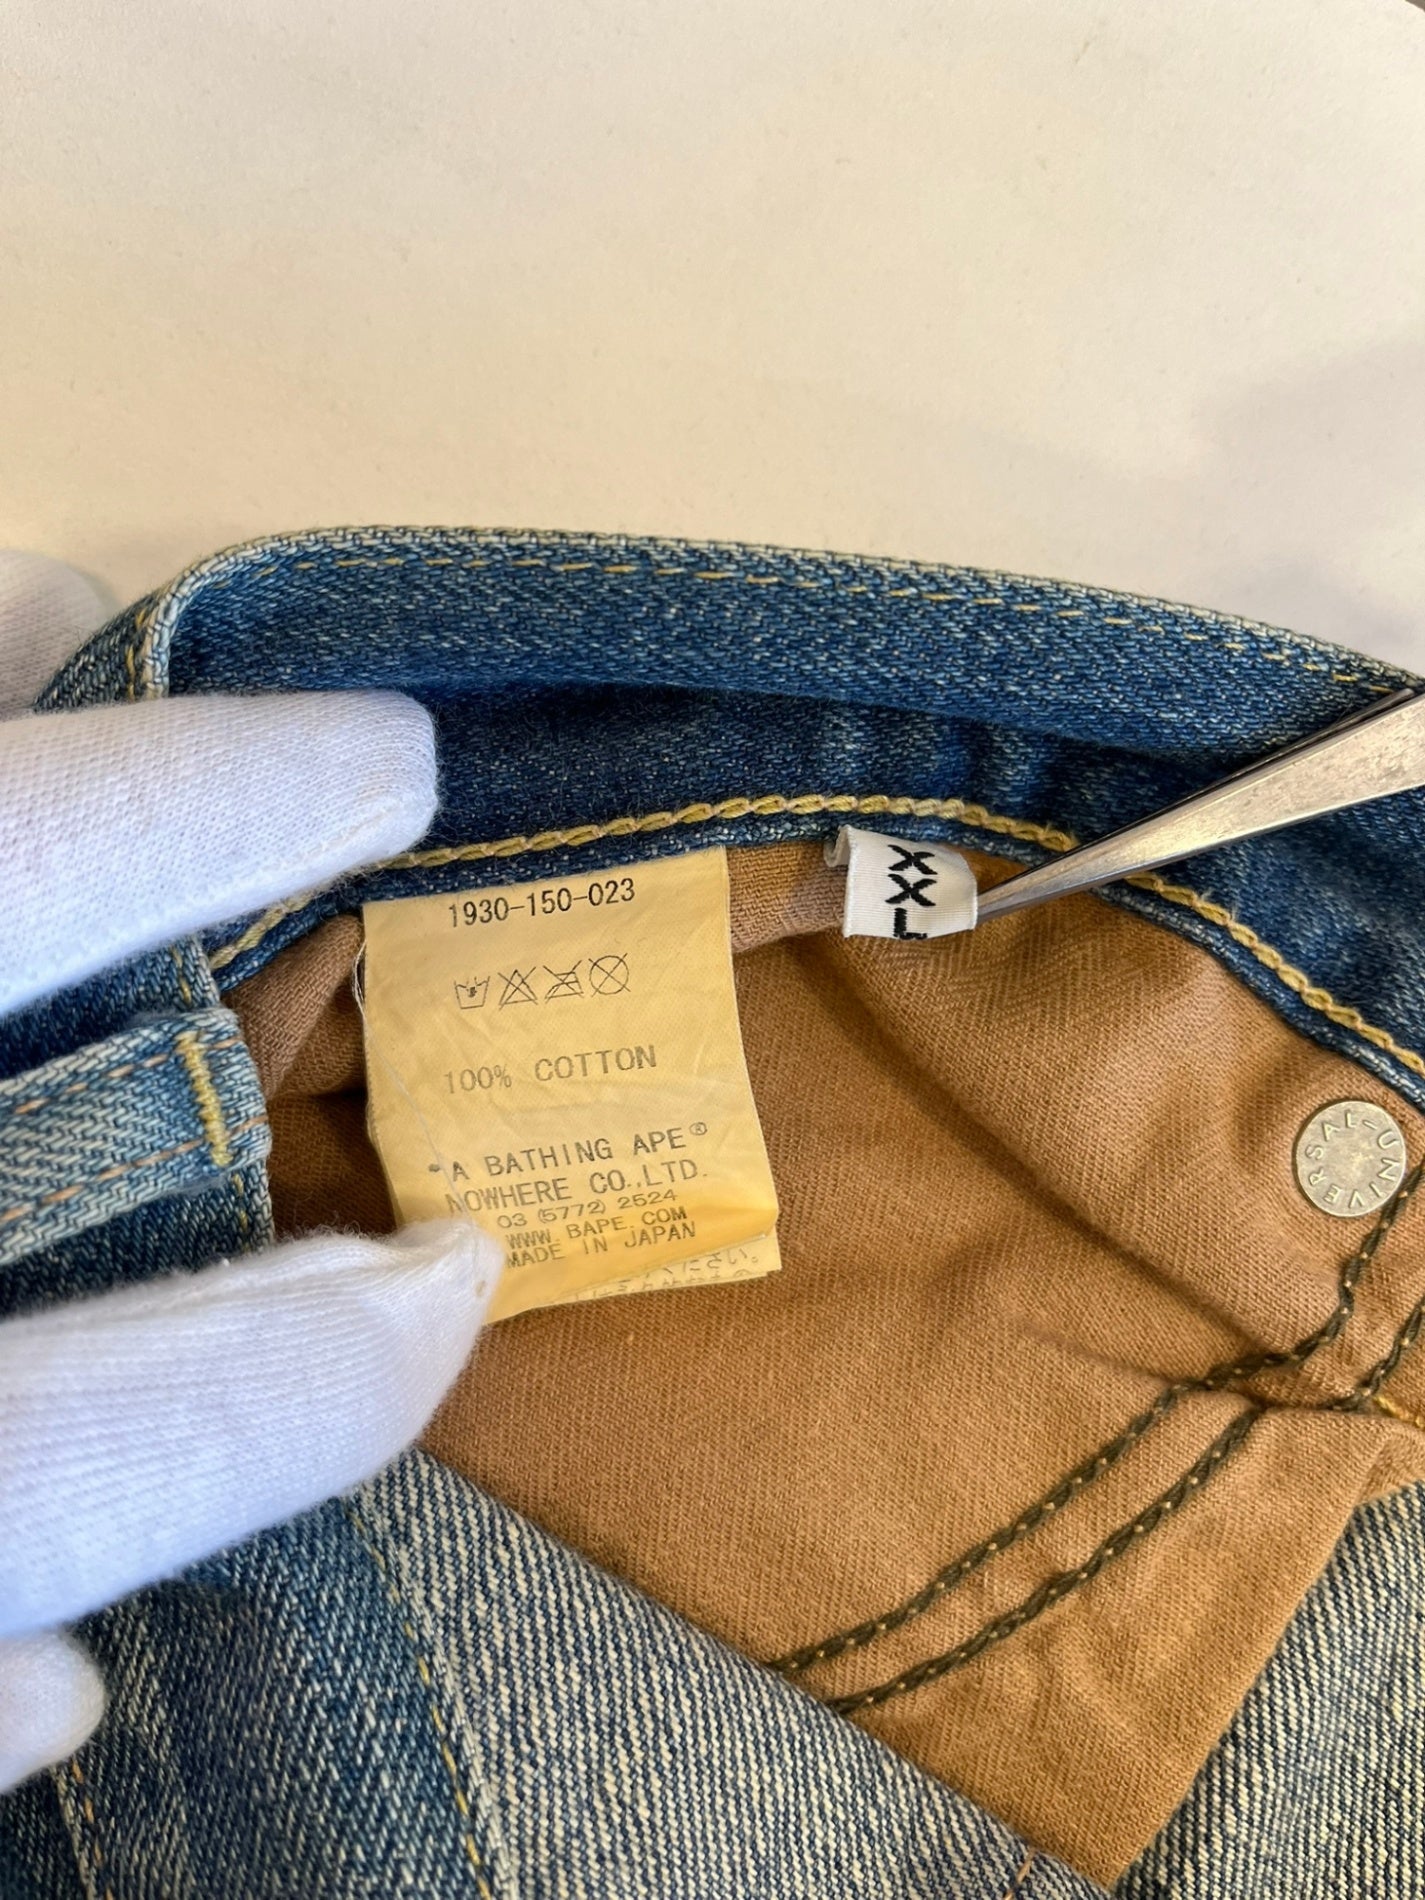 1930-150-023
100% COTTON
A BATHING APE®
NOWHERE CO.,LTD.
03 (5772) 2524
WWW.BAPE.COM
MADE IN JAPAN
XXL
UNIVERSAL-